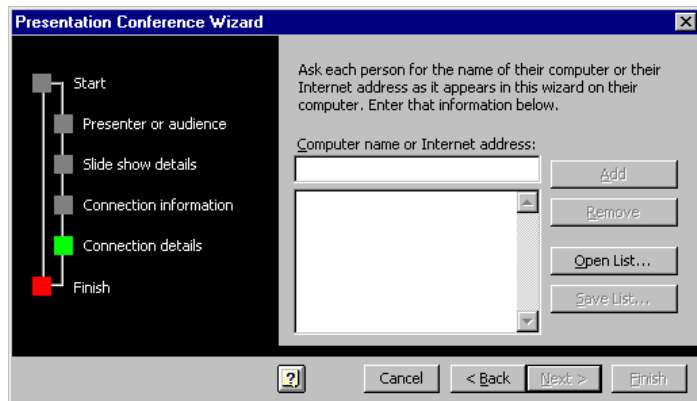 Presentation Conference Wizard
Start
Presenter or audience
Slide show details
Connection information
Connection details
Finish
Ask each person for the name of their computer or their
Internet address as it appears in this wizard on their
computer. Enter that information below.
Computer name or Internet address:
Add
Remove
Open List...
Save List...
Cancel
< Back
Next >
Finish